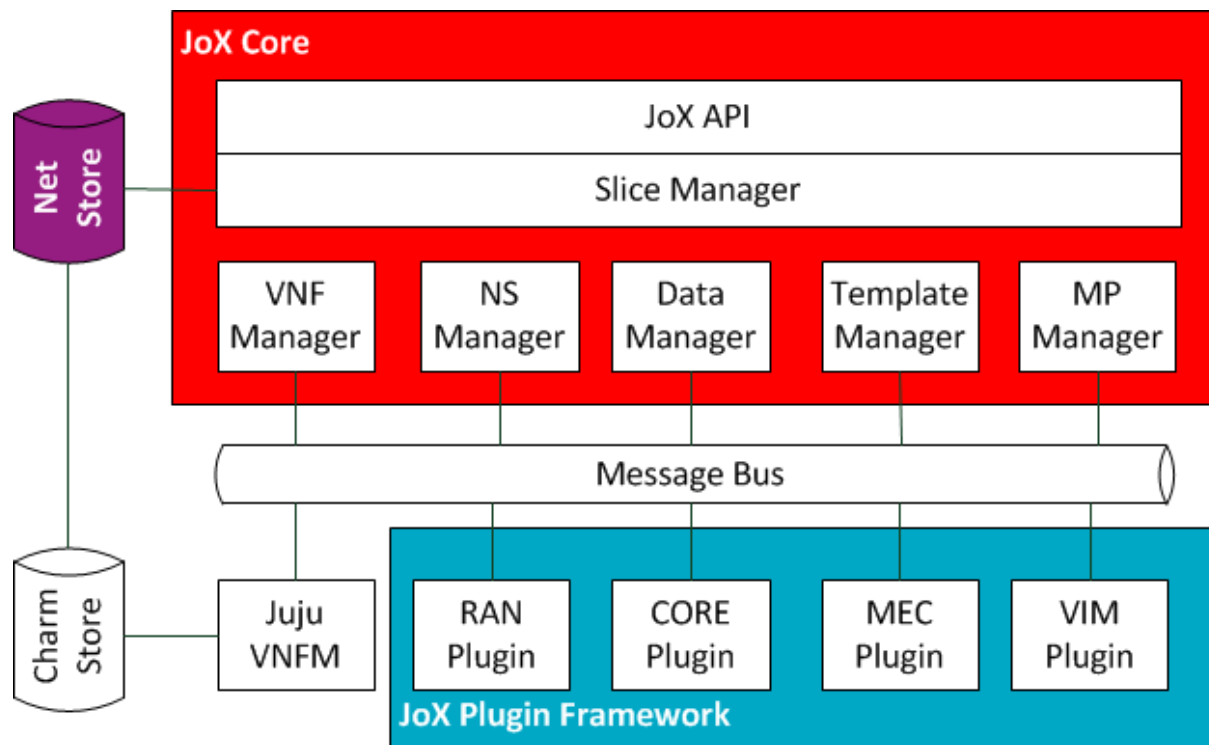 JoX Core
JoX API
Slice Manager
Net
Store
VNF
Manager
NS
Manager
Data
Manager
Template
Manager
MP
Manager
Message Bus
Charm
Store
Juju
VNFM
RAN
Plugin
CORE
Plugin
MEC
Plugin
VIM
Plugin
JoX Plugin Framework